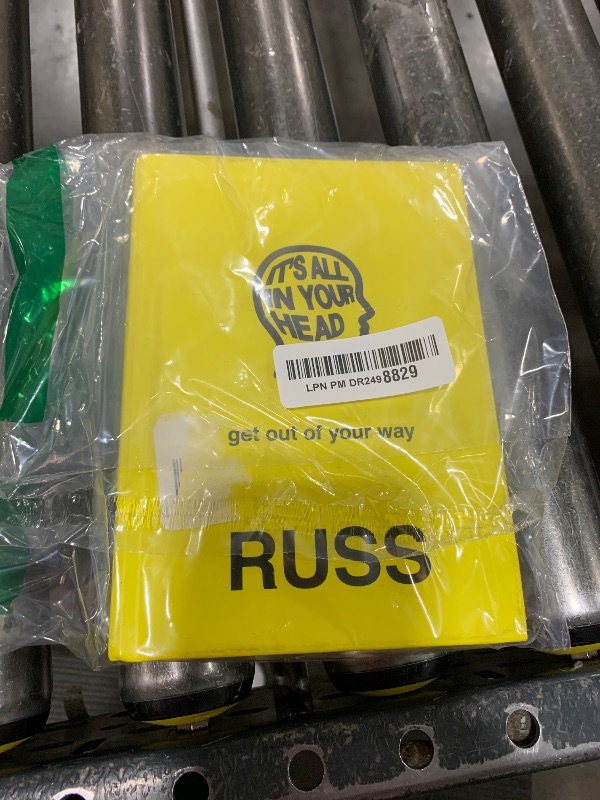 IT'S ALL
IN YOUR
HEAD
LPN PM DR2498829
get out of your way
RUSS